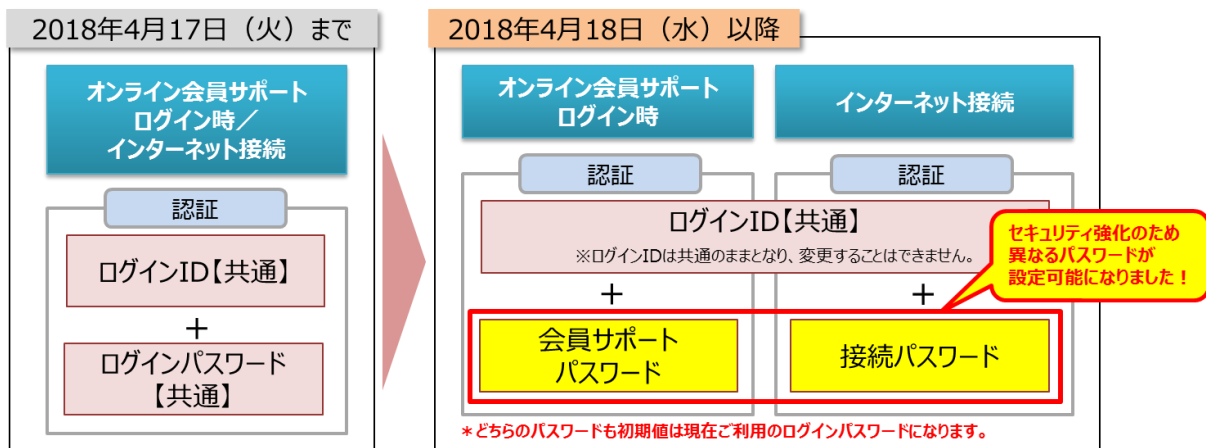 2018年4月17日（火）まで
オンライン会員サポート
ログイン時／
インターネット接続
認証
ログインID【共通】
＋
ログインパスワード
【共通】
2018年4月18日（水）以降
オンライン会員サポート
ログイン時
インターネット接続
認証
認証
ログインID【共通】
※ログインIDは共通のままとなり、変更することはできません。
セキュリティ強化のため
異なるパスワードが
設定可能になりました！
＋
＋
会員サポート
パスワード
接続パスワード
＊どちらのパスワードも初期値は現在ご利用のログインパスワードになります。